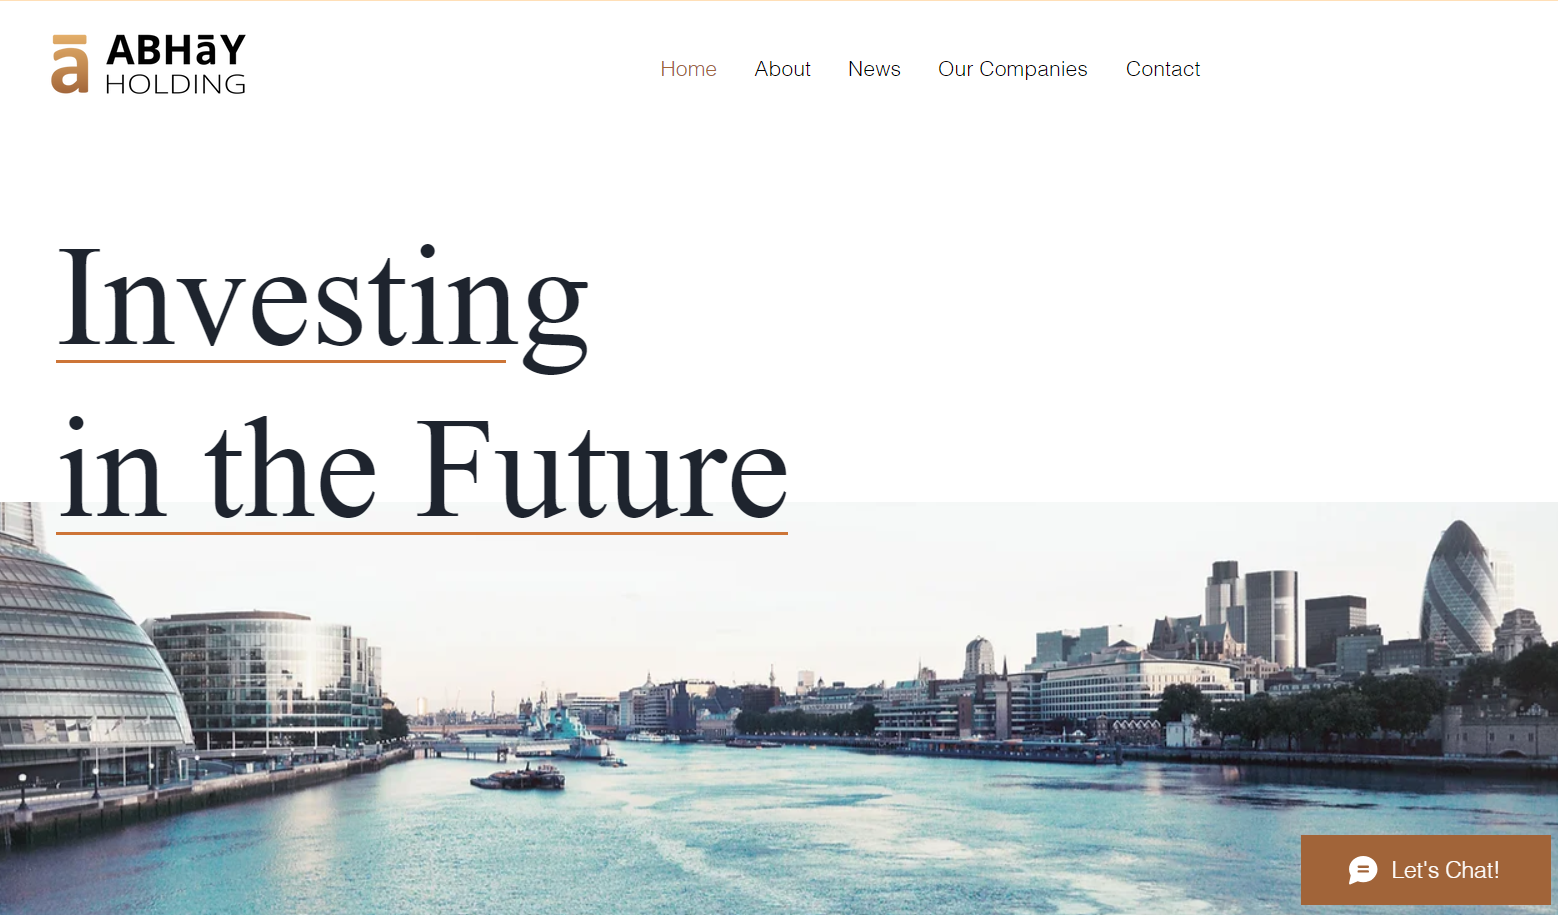 ā ABHāY
HOLDING
Home About News Our Companies Contact
Investing
in the Future
Let's Chat!